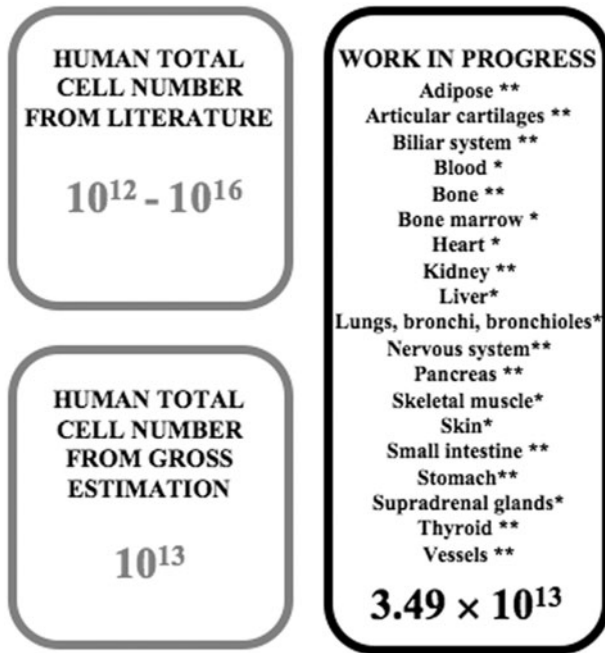 HUMAN TOTAL
CELL NUMBER
FROM LITERATURE
10¹² - 10¹⁶
HUMAN TOTAL
CELL NUMBER
FROM GROSS
ESTIMATION
10¹³
WORK IN PROGRESS
Adipose **
Articular cartilages **
Biliar system **
Blood *
Bone **
Bone marrow *
Heart *
Kidney **
Liver*
Lungs, bronchi, bronchioles*
Nervous system**
Pancreas **
Skeletal muscle*
Skin*
Small intestine **
Stomach**
Supradrenal glands*
Thyroid **
Vessels **
3.49 × 10¹³